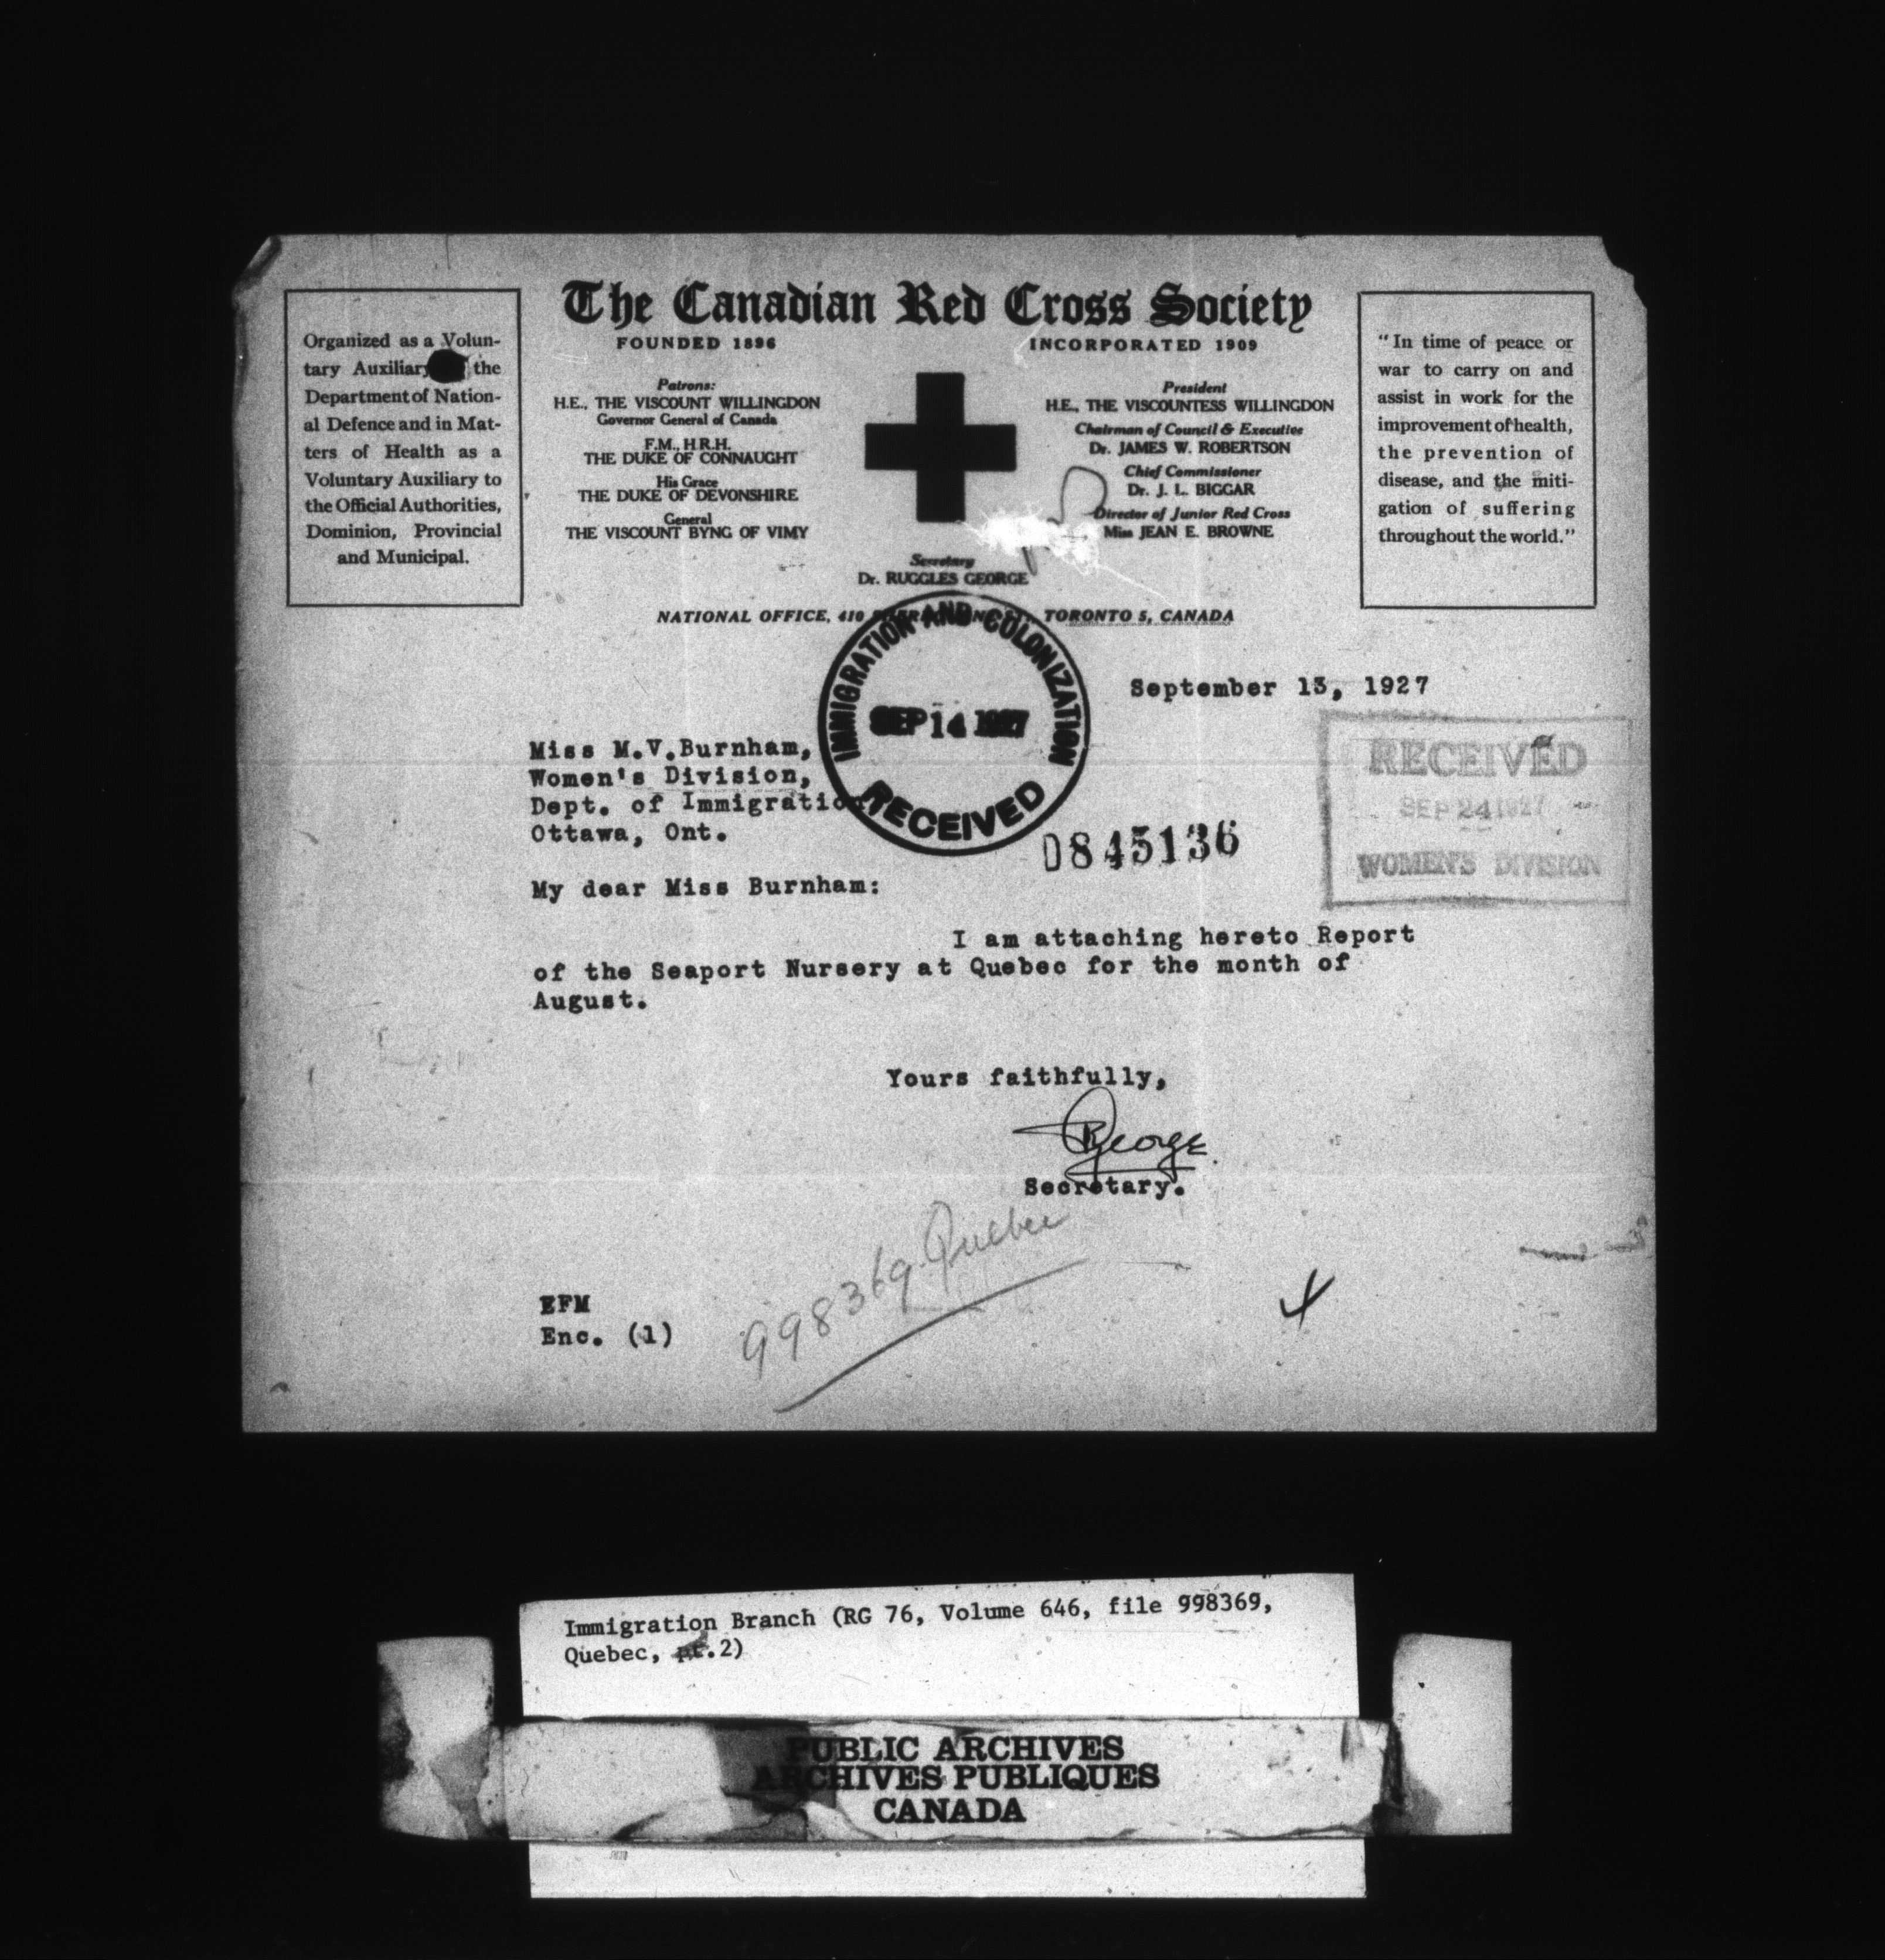 The Canadian Red Cross Society
FOUNDED 1896
INCORPORATED 1909
Organized as a Volun-
tary Auxiliary the
Department of Nation-
al Defence and in Mat-
ters of Health as a
Voluntary Auxiliary to
the Official Authorities,
Dominion, Provincial
and Municipal.
Patrons:
H.E., THE VISCOUNT WILLINGDON
Governor General of Canada
F.M., H.R.H.
THE DUKE OF CONNAUGHT
His Grace
THE DUKE OF DEVONSHIRE
General
THE VISCOUNT BYNG OF VIMY
President
H.E., THE VISCOUNTESS WILLINGDON
Chairman of Council & Executive
Dr. JAMES W. ROBERTSON
Chief Commissioner
Dr. J. L. BIGGAR
Director of Junior Red Cross
Miss JEAN E. BROWNE
"In time of peace or
war to carry on and
assist in work for the
improvement of health,
the prevention of
disease, and the miti-
gation of suffering
throughout the world."
Secretary
Dr. RUGGLES GEORGE
NATIONAL OFFICE, 410 TORONTO 5, CANADA
IMMIGRATION AND COLONIZATION
SEP 14 1927
RECEIVED
September 13, 1927
RECEIVED
SEP 24 1927
WOMEN'S DIVISION
Miss M.V.Burnham,
Women's Division,
Dept. of Immigration
Ottawa, Ont.
D845136
My dear Miss Burnham:
I am attaching hereto Report
of the Seaport Nursery at Quebec for the month of
August.
Yours faithfully,
RGeorge.
Secretary.
998369 Quebec
EFM
Enc. (1)
Immigration Branch (RG 76, Volume 646, file 998369,
Quebec, pt.2)
PUBLIC ARCHIVES
ARCHIVES PUBLIQUES
CANADA